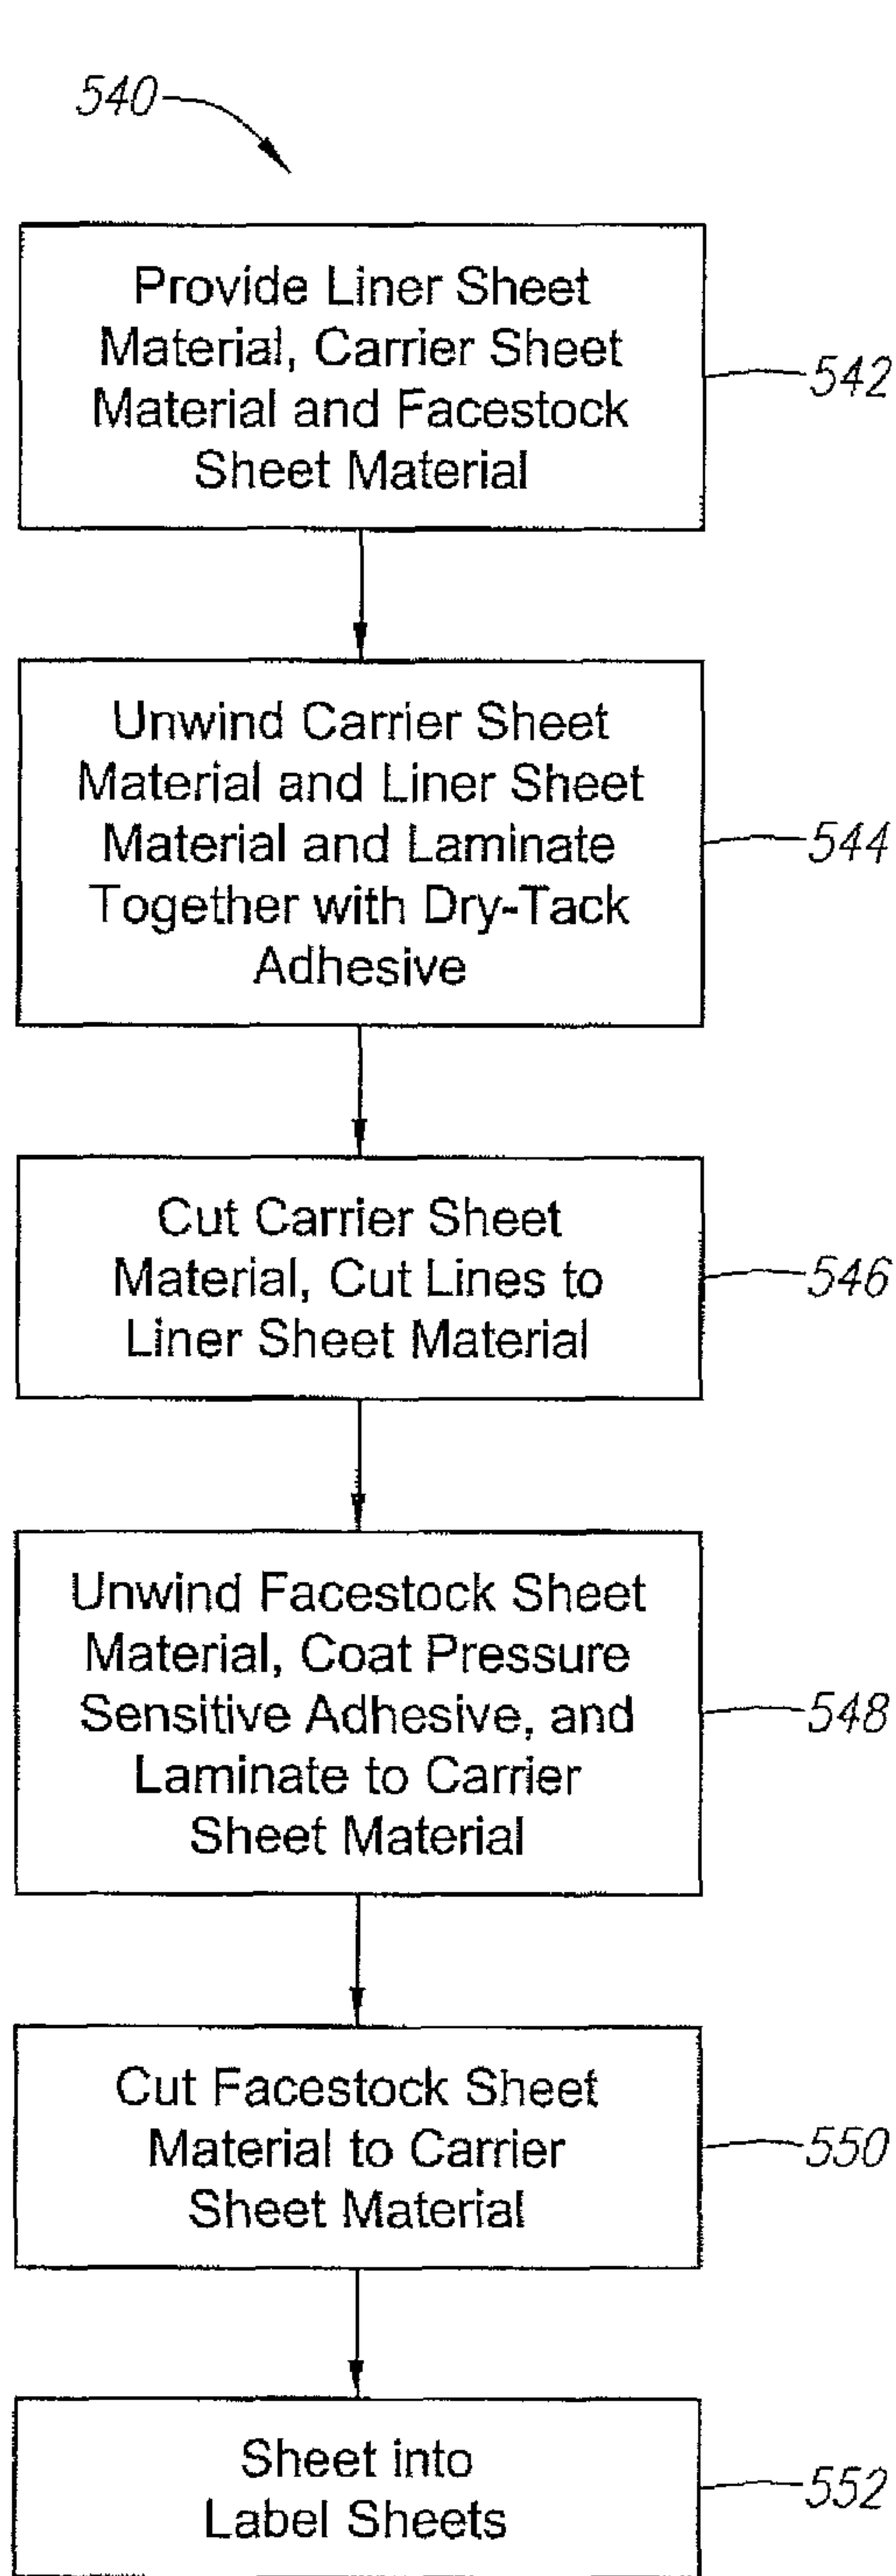 540
Provide Liner Sheet
Material, Carrier Sheet
Material and Facestock
Sheet Material
542
Unwind Carrier Sheet
Material and Liner Sheet
Material and Laminate
Together with Dry-Tack
Adhesive
544
Cut Carrier Sheet
Material, Cut Lines to
Liner Sheet Material
546
Unwind Facestock Sheet
Material, Coat Pressure
Sensitive Adhesive, and
Laminate to Carrier
Sheet Material
548
Cut Facestock Sheet
Material to Carrier
Sheet Material
550
Sheet into
Label Sheets
552